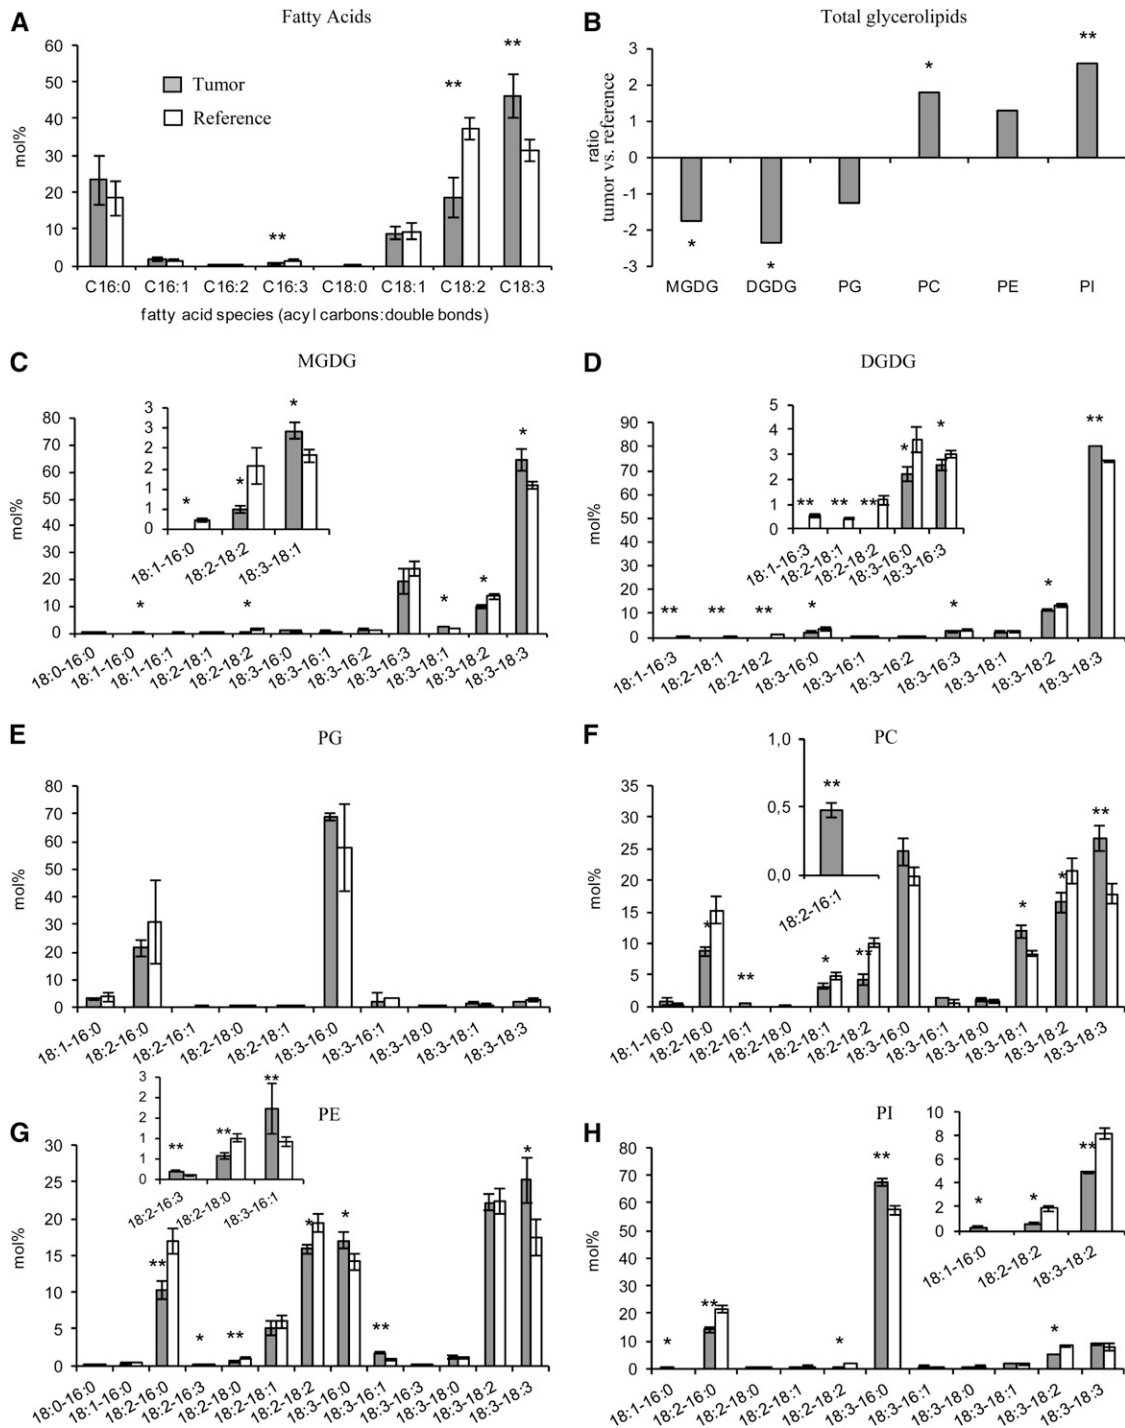 A
Fatty Acids
60
50
40
30
20
10
0
mol%
Tumor
Reference
**
**
**
C16:0 C16:1 C16:2 C16:3 C18:0 C18:1 C18:2 C18:3
fatty acid species (acyl carbons:double bonds)
B
Total glycerolipids
3
2
1
0
-1
-2
-3
ratio
tumor vs. reference
*
*
*
**
MGDG DGDG PG PC PE PI
C
MGDG
80
70
60
50
40
30
20
10
0
mol%
3
2
2
1
1
0
*
*
*
18:1-16:0 18:2-18:2 18:3-18:1
*
*
*
*
*
18:0-16:0 18:1-16:0 18:1-16:1 18:2-18:1 18:2-18:2 18:3-16:0 18:3-16:1 18:3-16:2 18:3-16:3 18:3-18:1 18:3-18:2 18:3-18:3
D
DGDG
90
80
70
60
50
40
30
20
10
0
mol%
5
4
3
2
1
0
** ** ** * *
18:1-16:3 18:2-18:1 18:2-18:2 18:3-16:0 18:3-16:3
** ** ** * * * **
18:1-16:3 18:2-18:1 18:2-18:2 18:3-16:0 18:3-16:1 18:3-16:2 18:3-16:3 18:3-18:1 18:3-18:2 18:3-18:3
E
PG
80
70
60
50
40
30
20
10
0
mol%
18:1-16:0 18:2-16:0 18:2-16:1 18:2-18:0 18:2-18:1 18:3-16:0 18:3-16:1 18:3-18:0 18:3-18:1 18:3-18:3
F
PC
35
30
25
20
15
10
5
0
mol%
1,0
0,5
0,0
**
18:2-16:1
* ** * ** * * **
18:1-16:0 18:2-16:0 18:2-16:1 18:2-18:0 18:2-18:1 18:2-18:2 18:3-16:0 18:3-16:1 18:3-18:0 18:3-18:1 18:3-18:2 18:3-18:3
G
PE
30
25
20
15
10
5
0
mol%
3
2
2
1
1
0
** ** **
18:2-16:3 18:2-18:0 18:3-16:1
** * ** * * ** *
18:0-16:0 18:1-16:0 18:2-16:0 18:2-16:3 18:2-18:0 18:2-18:1 18:2-18:2 18:3-16:0 18:3-16:1 18:3-16:3 18:3-18:0 18:3-18:2 18:3-18:3
H
PI
80
70
60
50
40
30
20
10
0
mol%
10
8
6
4
2
0
* * **
18:1-16:0 18:2-18:2 18:3-18:2
* ** * ** *
18:1-16:0 18:2-16:0 18:2-18:0 18:2-18:1 18:2-18:2 18:3-16:0 18:3-16:1 18:3-18:0 18:3-18:1 18:3-18:2 18:3-18:3